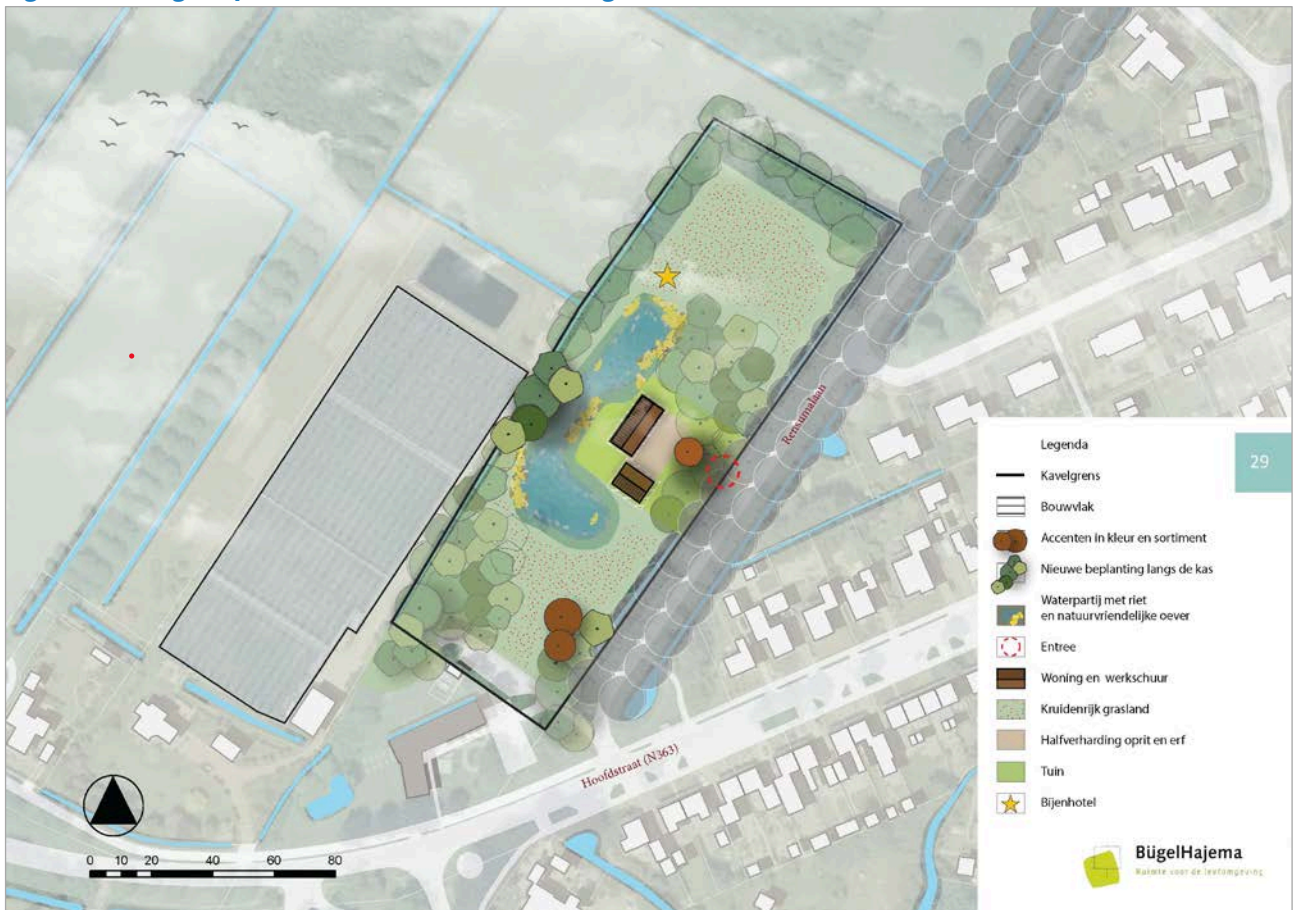 Legenda
29
Kavelgrens
Bouwvlak
Accenten in kleur en sortiment
Nieuwe beplanting langs de kas
Waterpartij met riet
en natuurvriendelijke oever
Entree
Woning en werkschuur
Kruidenrijk grasland
Halfverharding oprit en erf
Tuin
Bijenhotel
BügelHajema
Ruimte voor de leefomgeving
Rensumalaan
Hoofdstraat (N363)
0 10 20 40 60 80